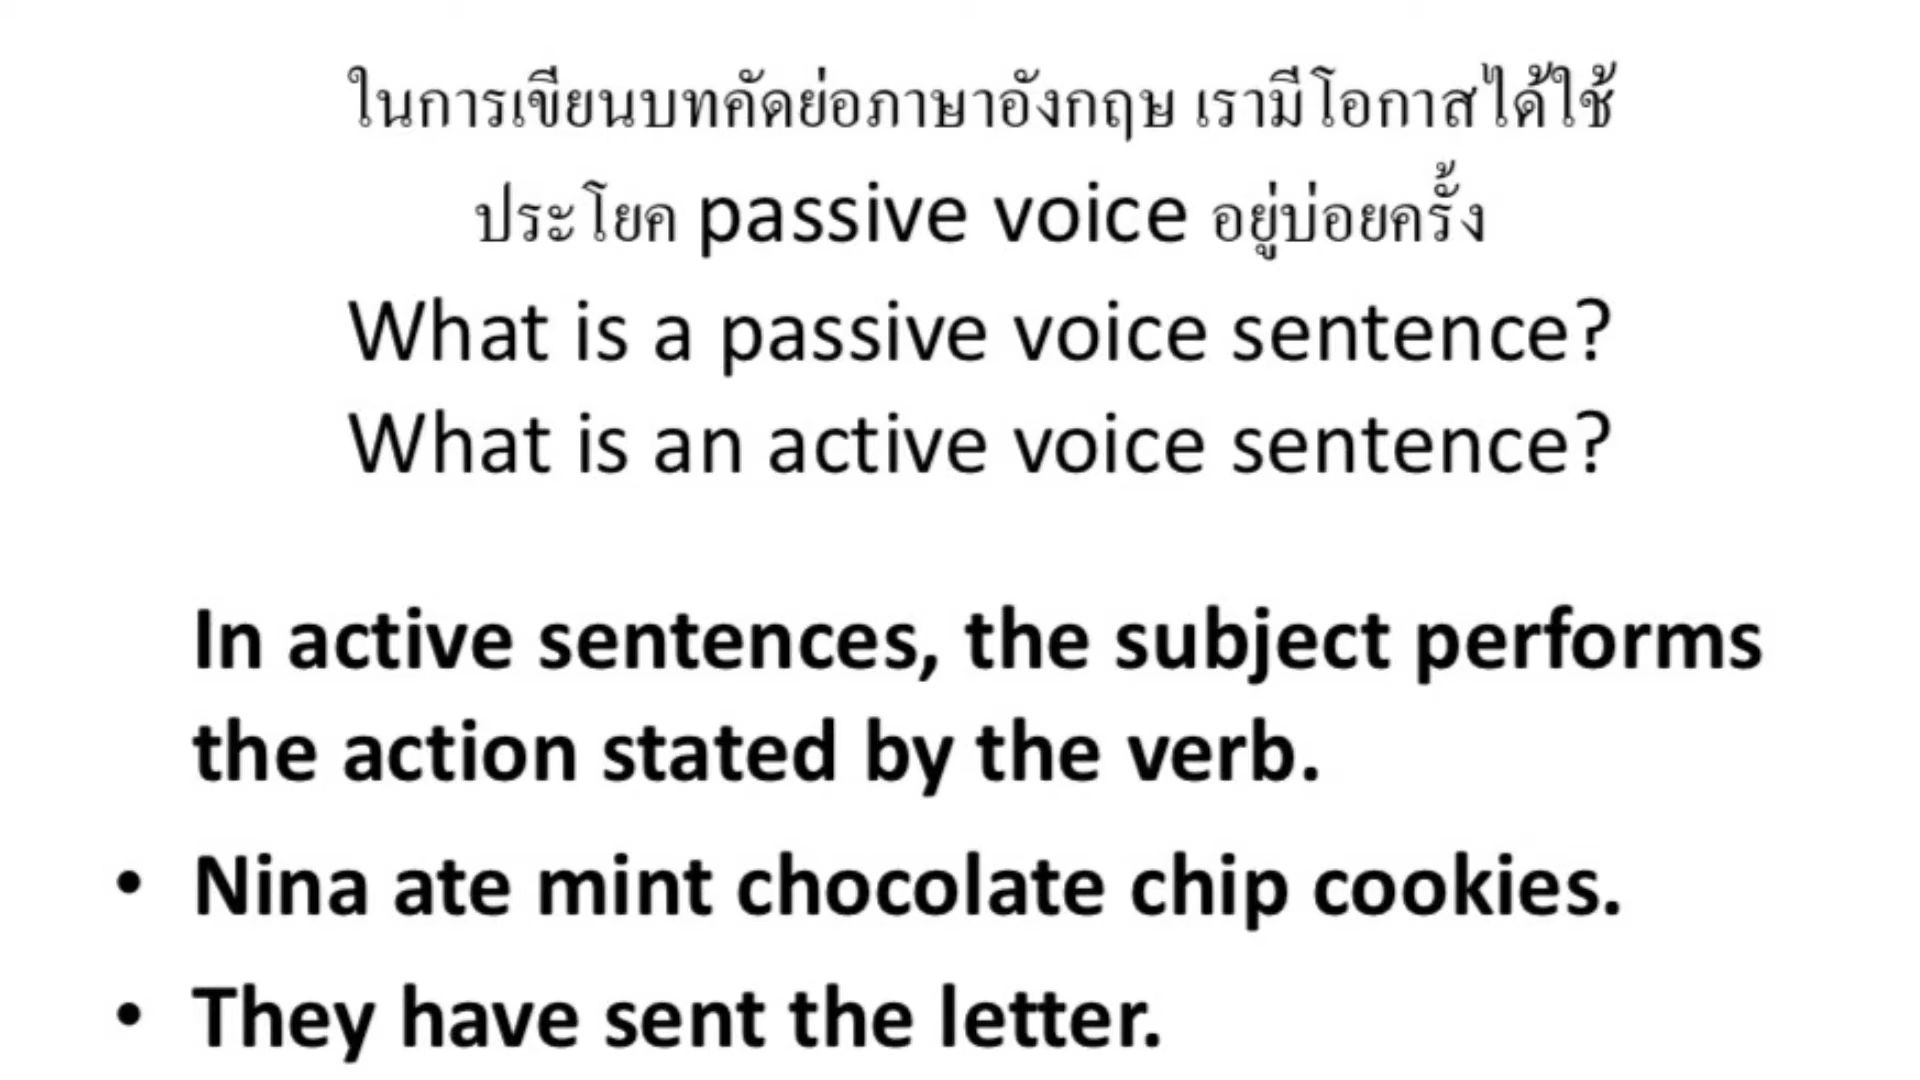 ในการเขียนบทคัดย่อภาษาอังกฤษ เรามีโอกาสได้ใช้
ประโยค passive voice อยู่บ่อยครั้ง
What is a passive voice sentence?
What is an active voice sentence?
In active sentences, the subject performs
the action stated by the verb.
• Nina ate mint chocolate chip cookies.
• They have sent the letter.